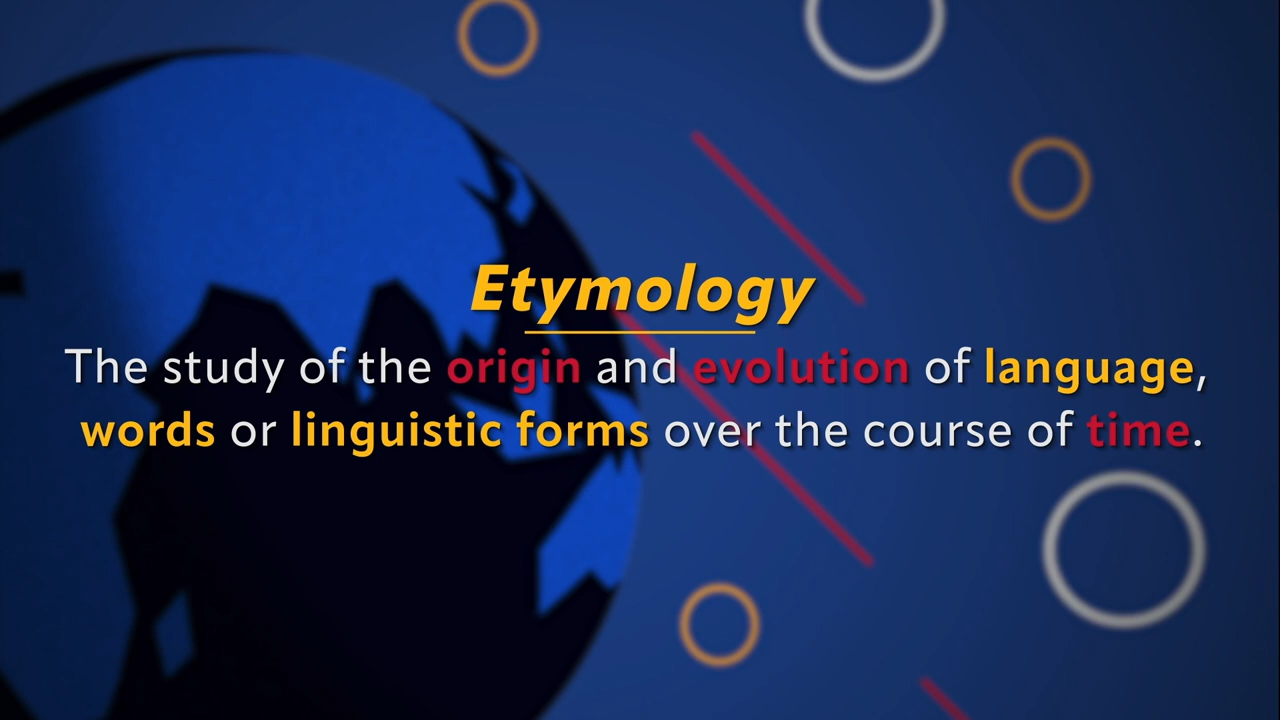 Etymology
The study of the origin and evolution of language,
words or linguistic forms over the course of time.